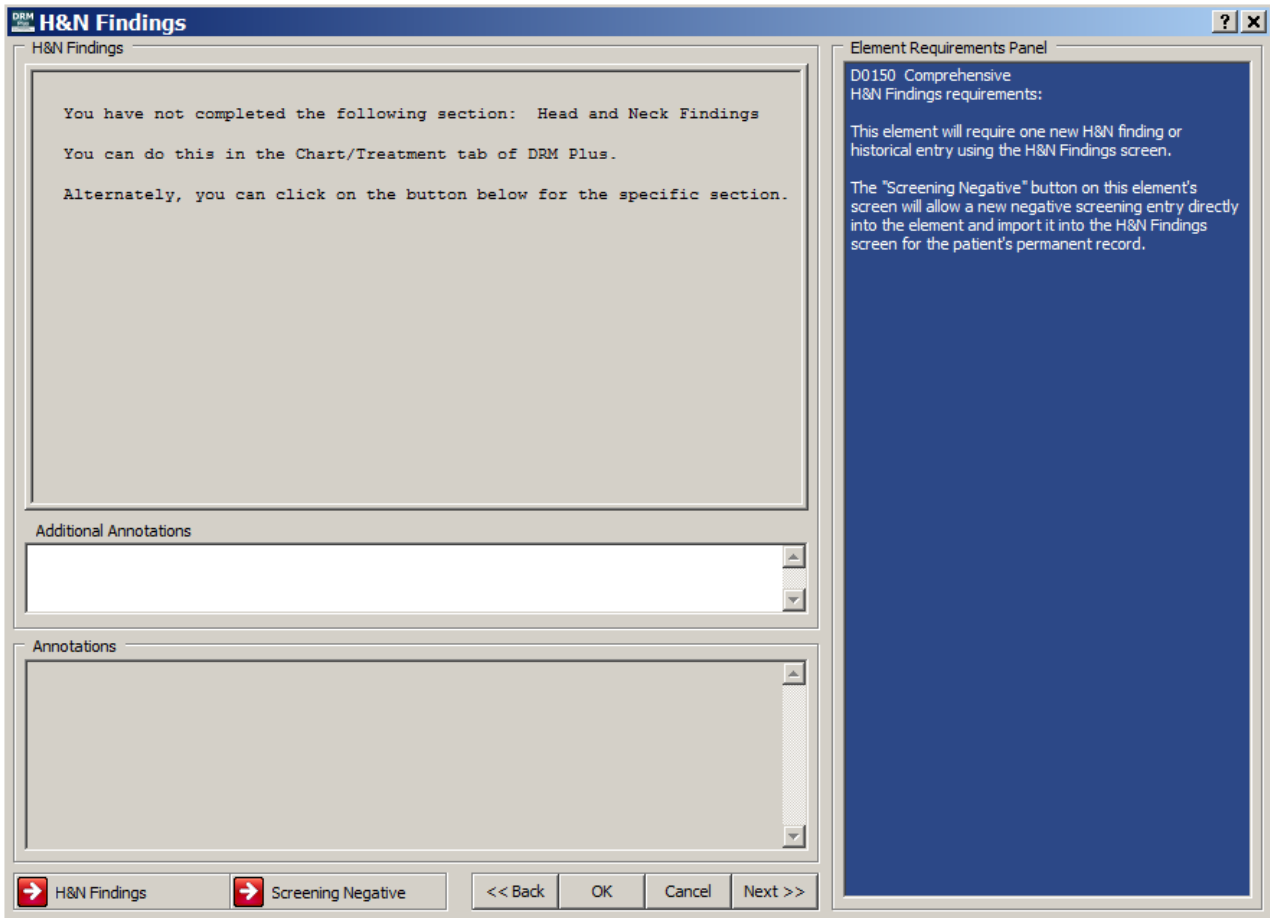 DRM
Plus
H&N Findings
? X
H&N Findings
You have not completed the following section:  Head and Neck Findings
You can do this in the Chart/Treatment tab of DRM Plus.
Alternately, you can click on the button below for the specific section.
Additional Annotations
Annotations
H&N Findings
Screening Negative
<< Back
OK
Cancel
Next >>
Element Requirements Panel
D0150  Comprehensive
H&N Findings requirements:
This element will require one new H&N finding or
historical entry using the H&N Findings screen.
The "Screening Negative" button on this element's
screen will allow a new negative screening entry directly
into the element and import it into the H&N Findings
screen for the patient's permanent record.